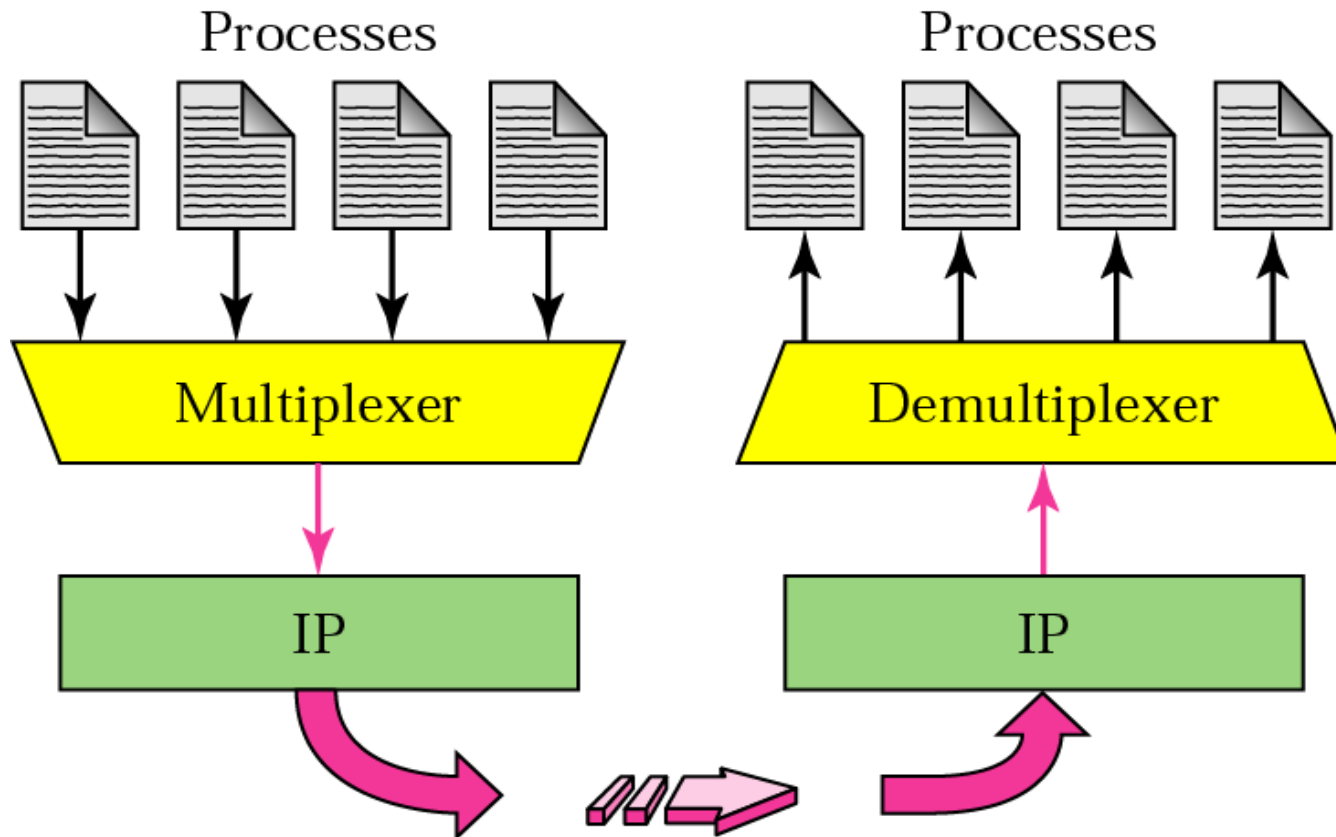 Processes
Processes
Multiplexer
Demultiplexer
IP
IP